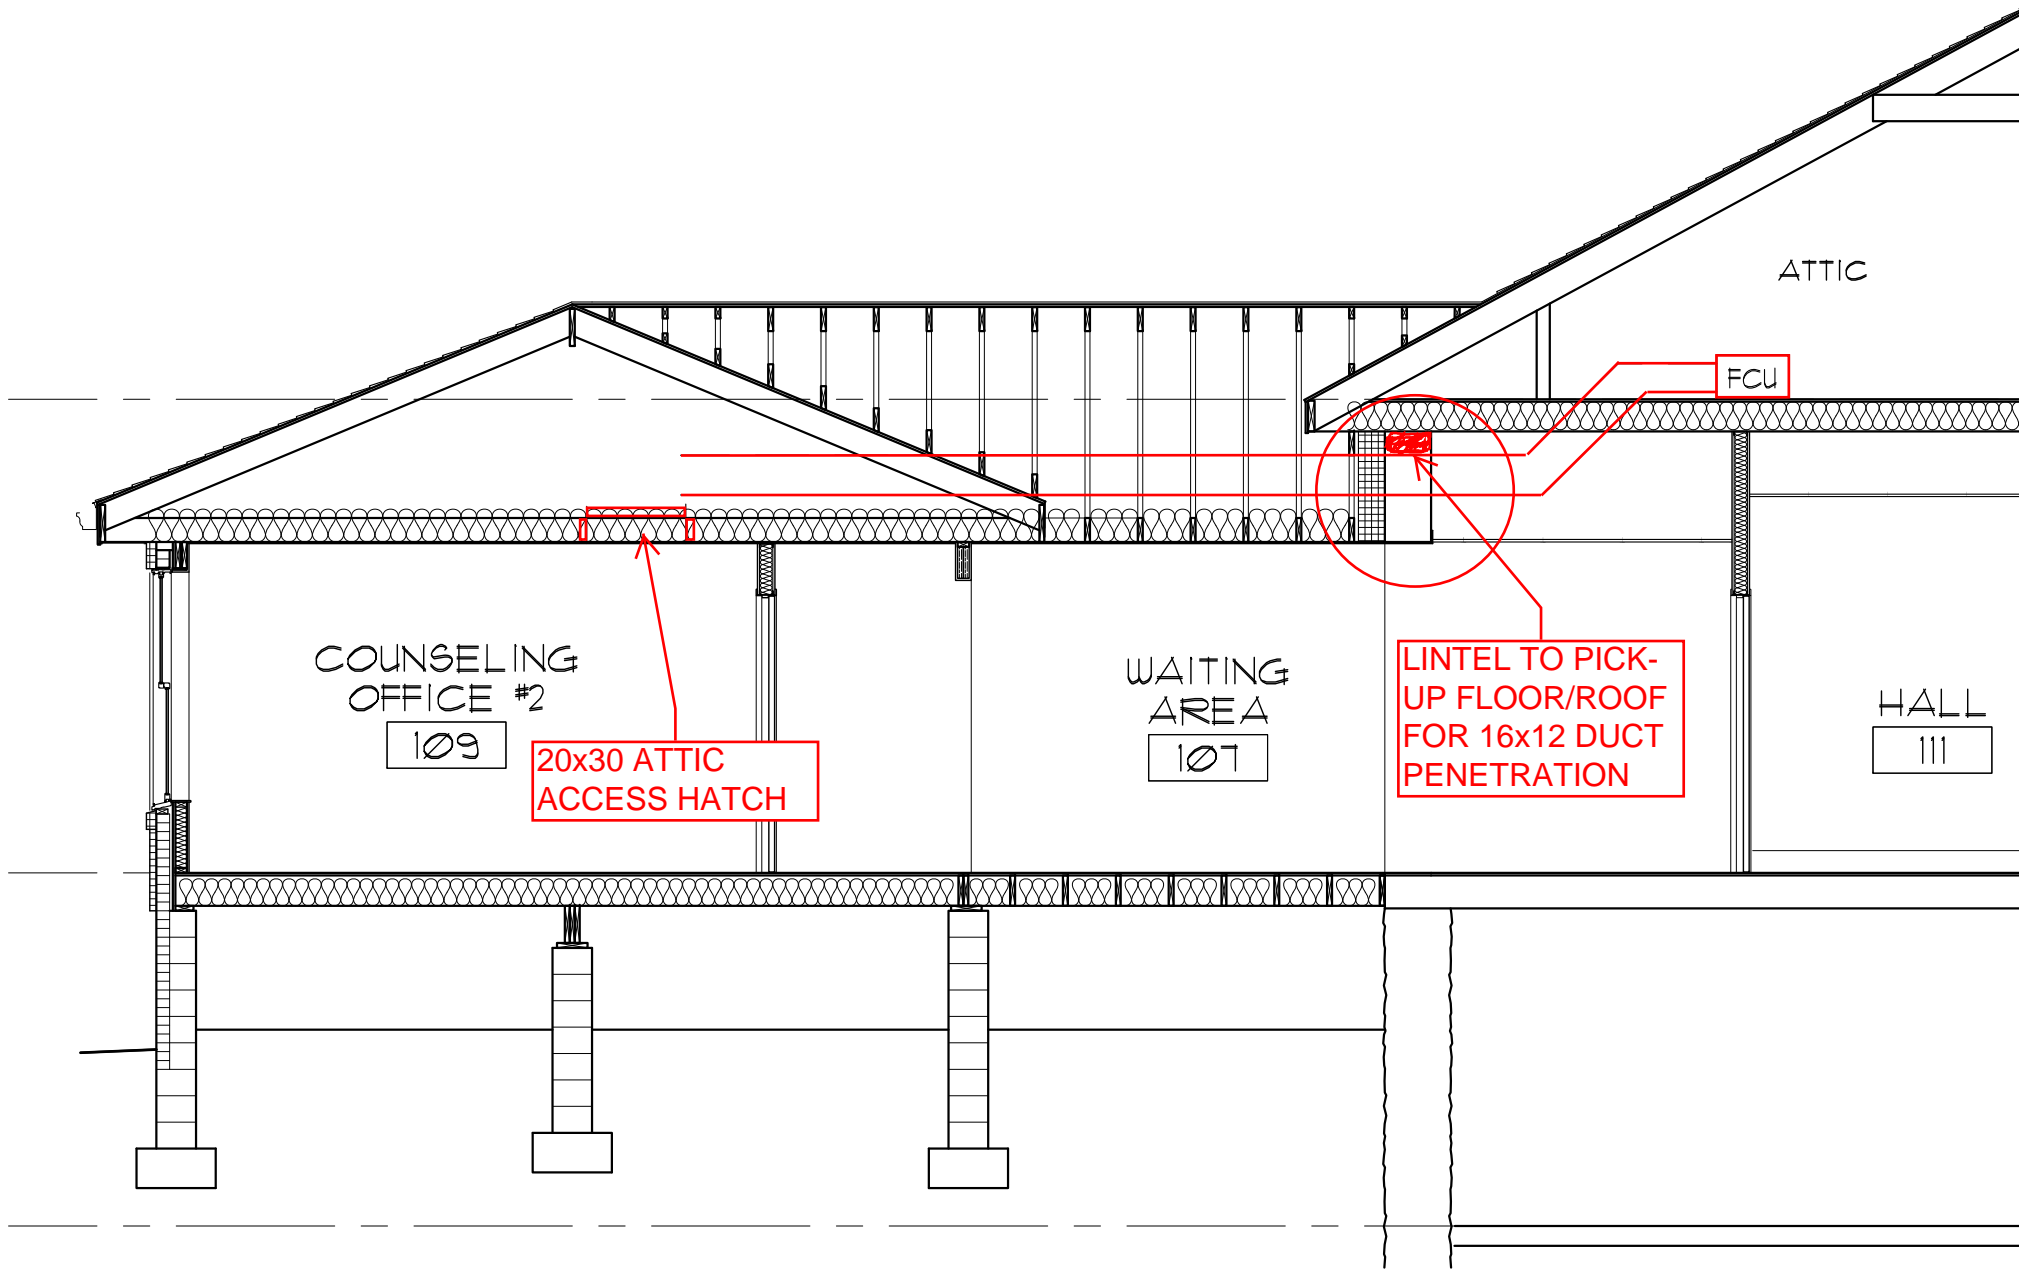 ATTIC
FCU
COUNSELING
OFFICE #2
109
20x30 ATTIC
ACCESS HATCH
WAITING
AREA
107
LINTEL TO PICK-
UP FLOOR/ROOF
FOR 16x12 DUCT
PENETRATION
HALL
111